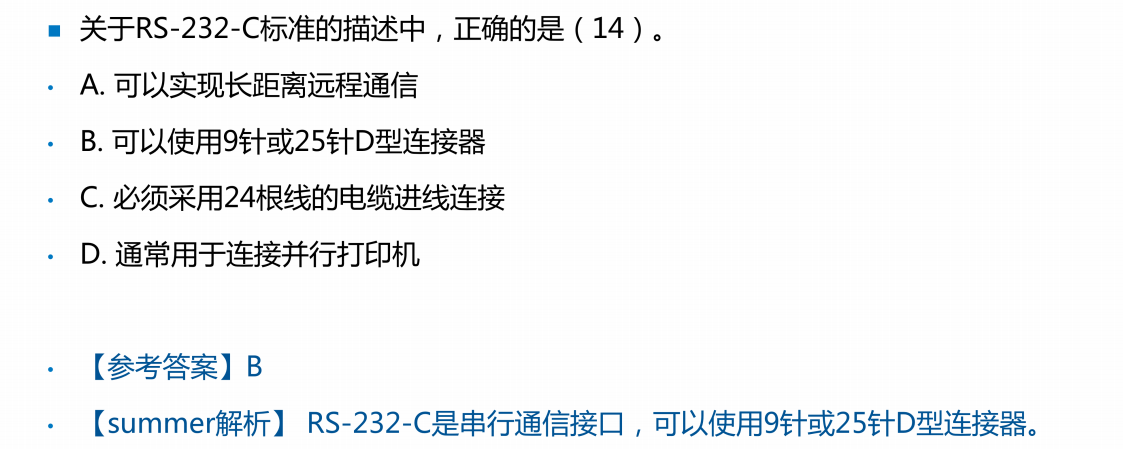 ■ 关于RS-232-C标准的描述中，正确的是（14）。
• A. 可以实现长距离远程通信
• B. 可以使用9针或25针D型连接器
• C. 必须采用24根线的电缆进线连接
• D. 通常用于连接并行打印机
• 【参考答案】B
• 【summer解析】 RS-232-C是串行通信接口，可以使用9针或25针D型连接器。